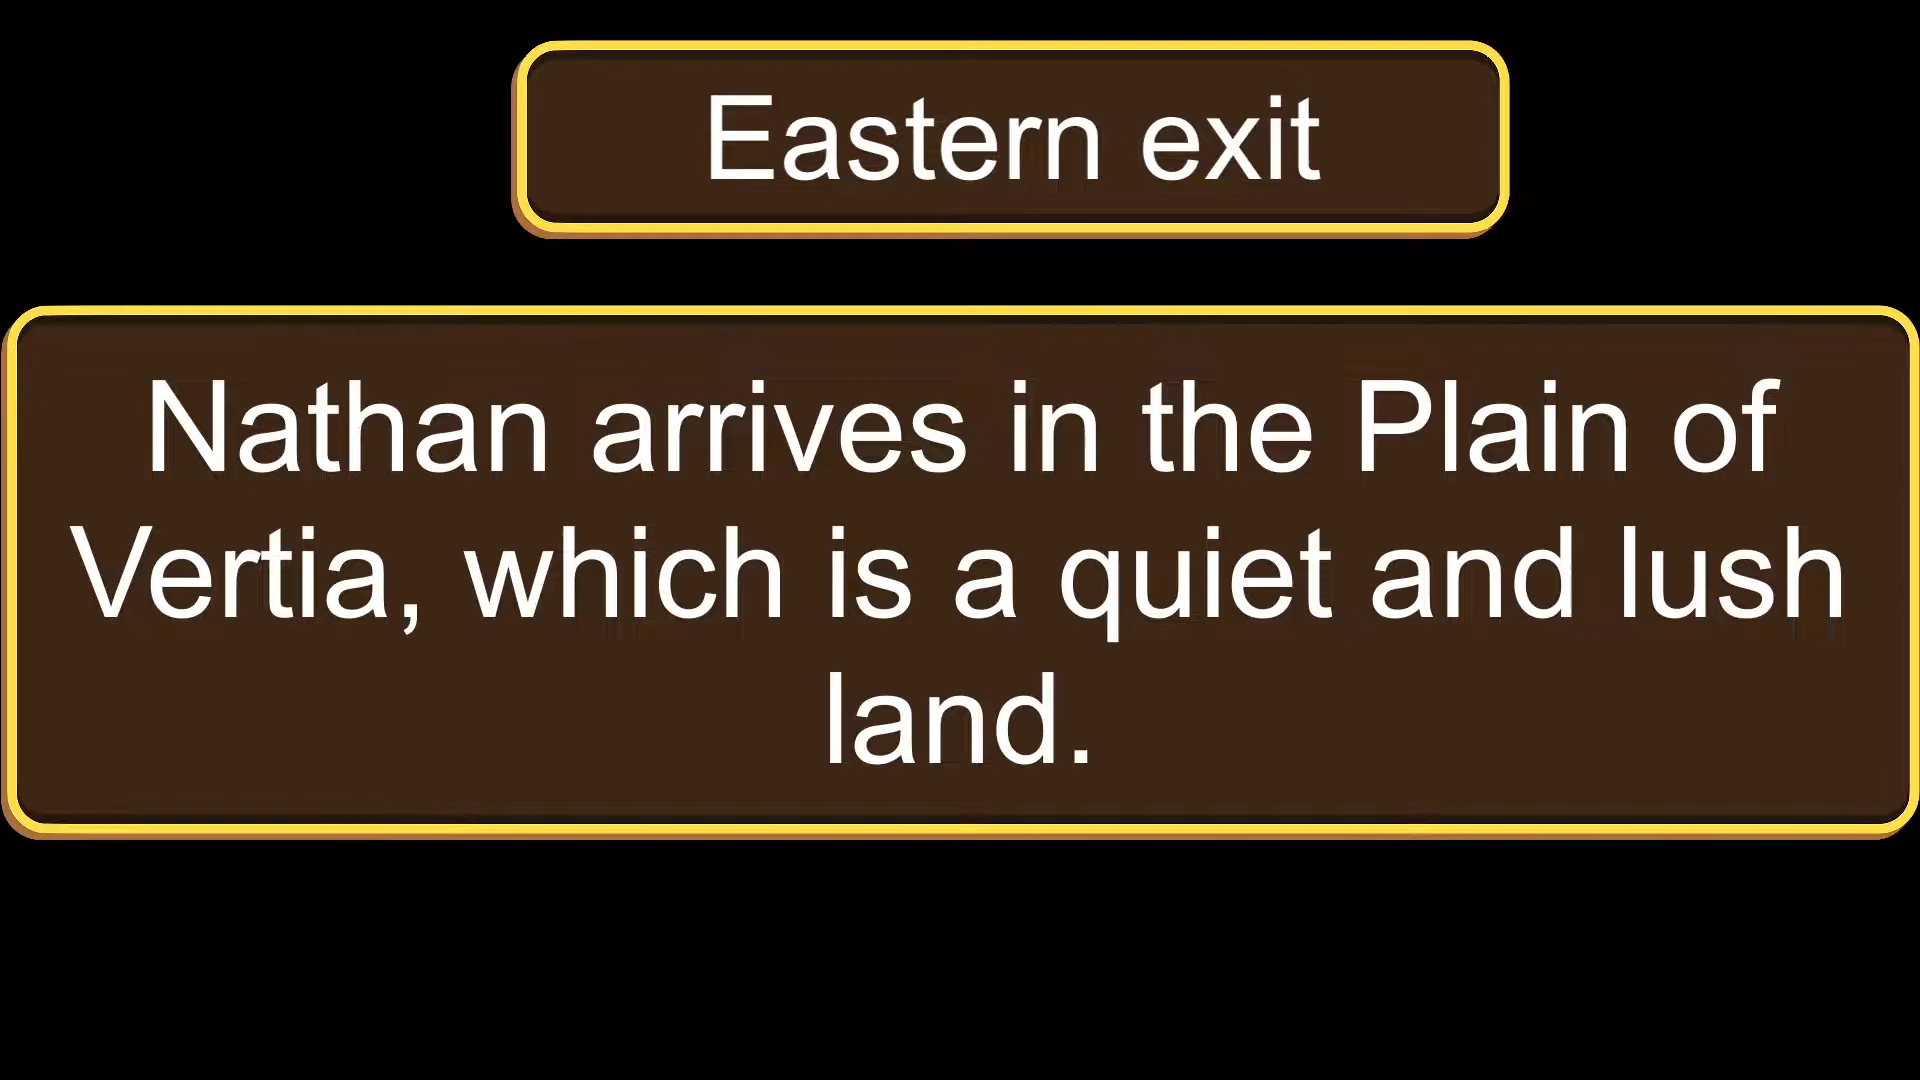 Eastern exit
Nathan arrives in the Plain of
Vertia, which is a quiet and lush
land.